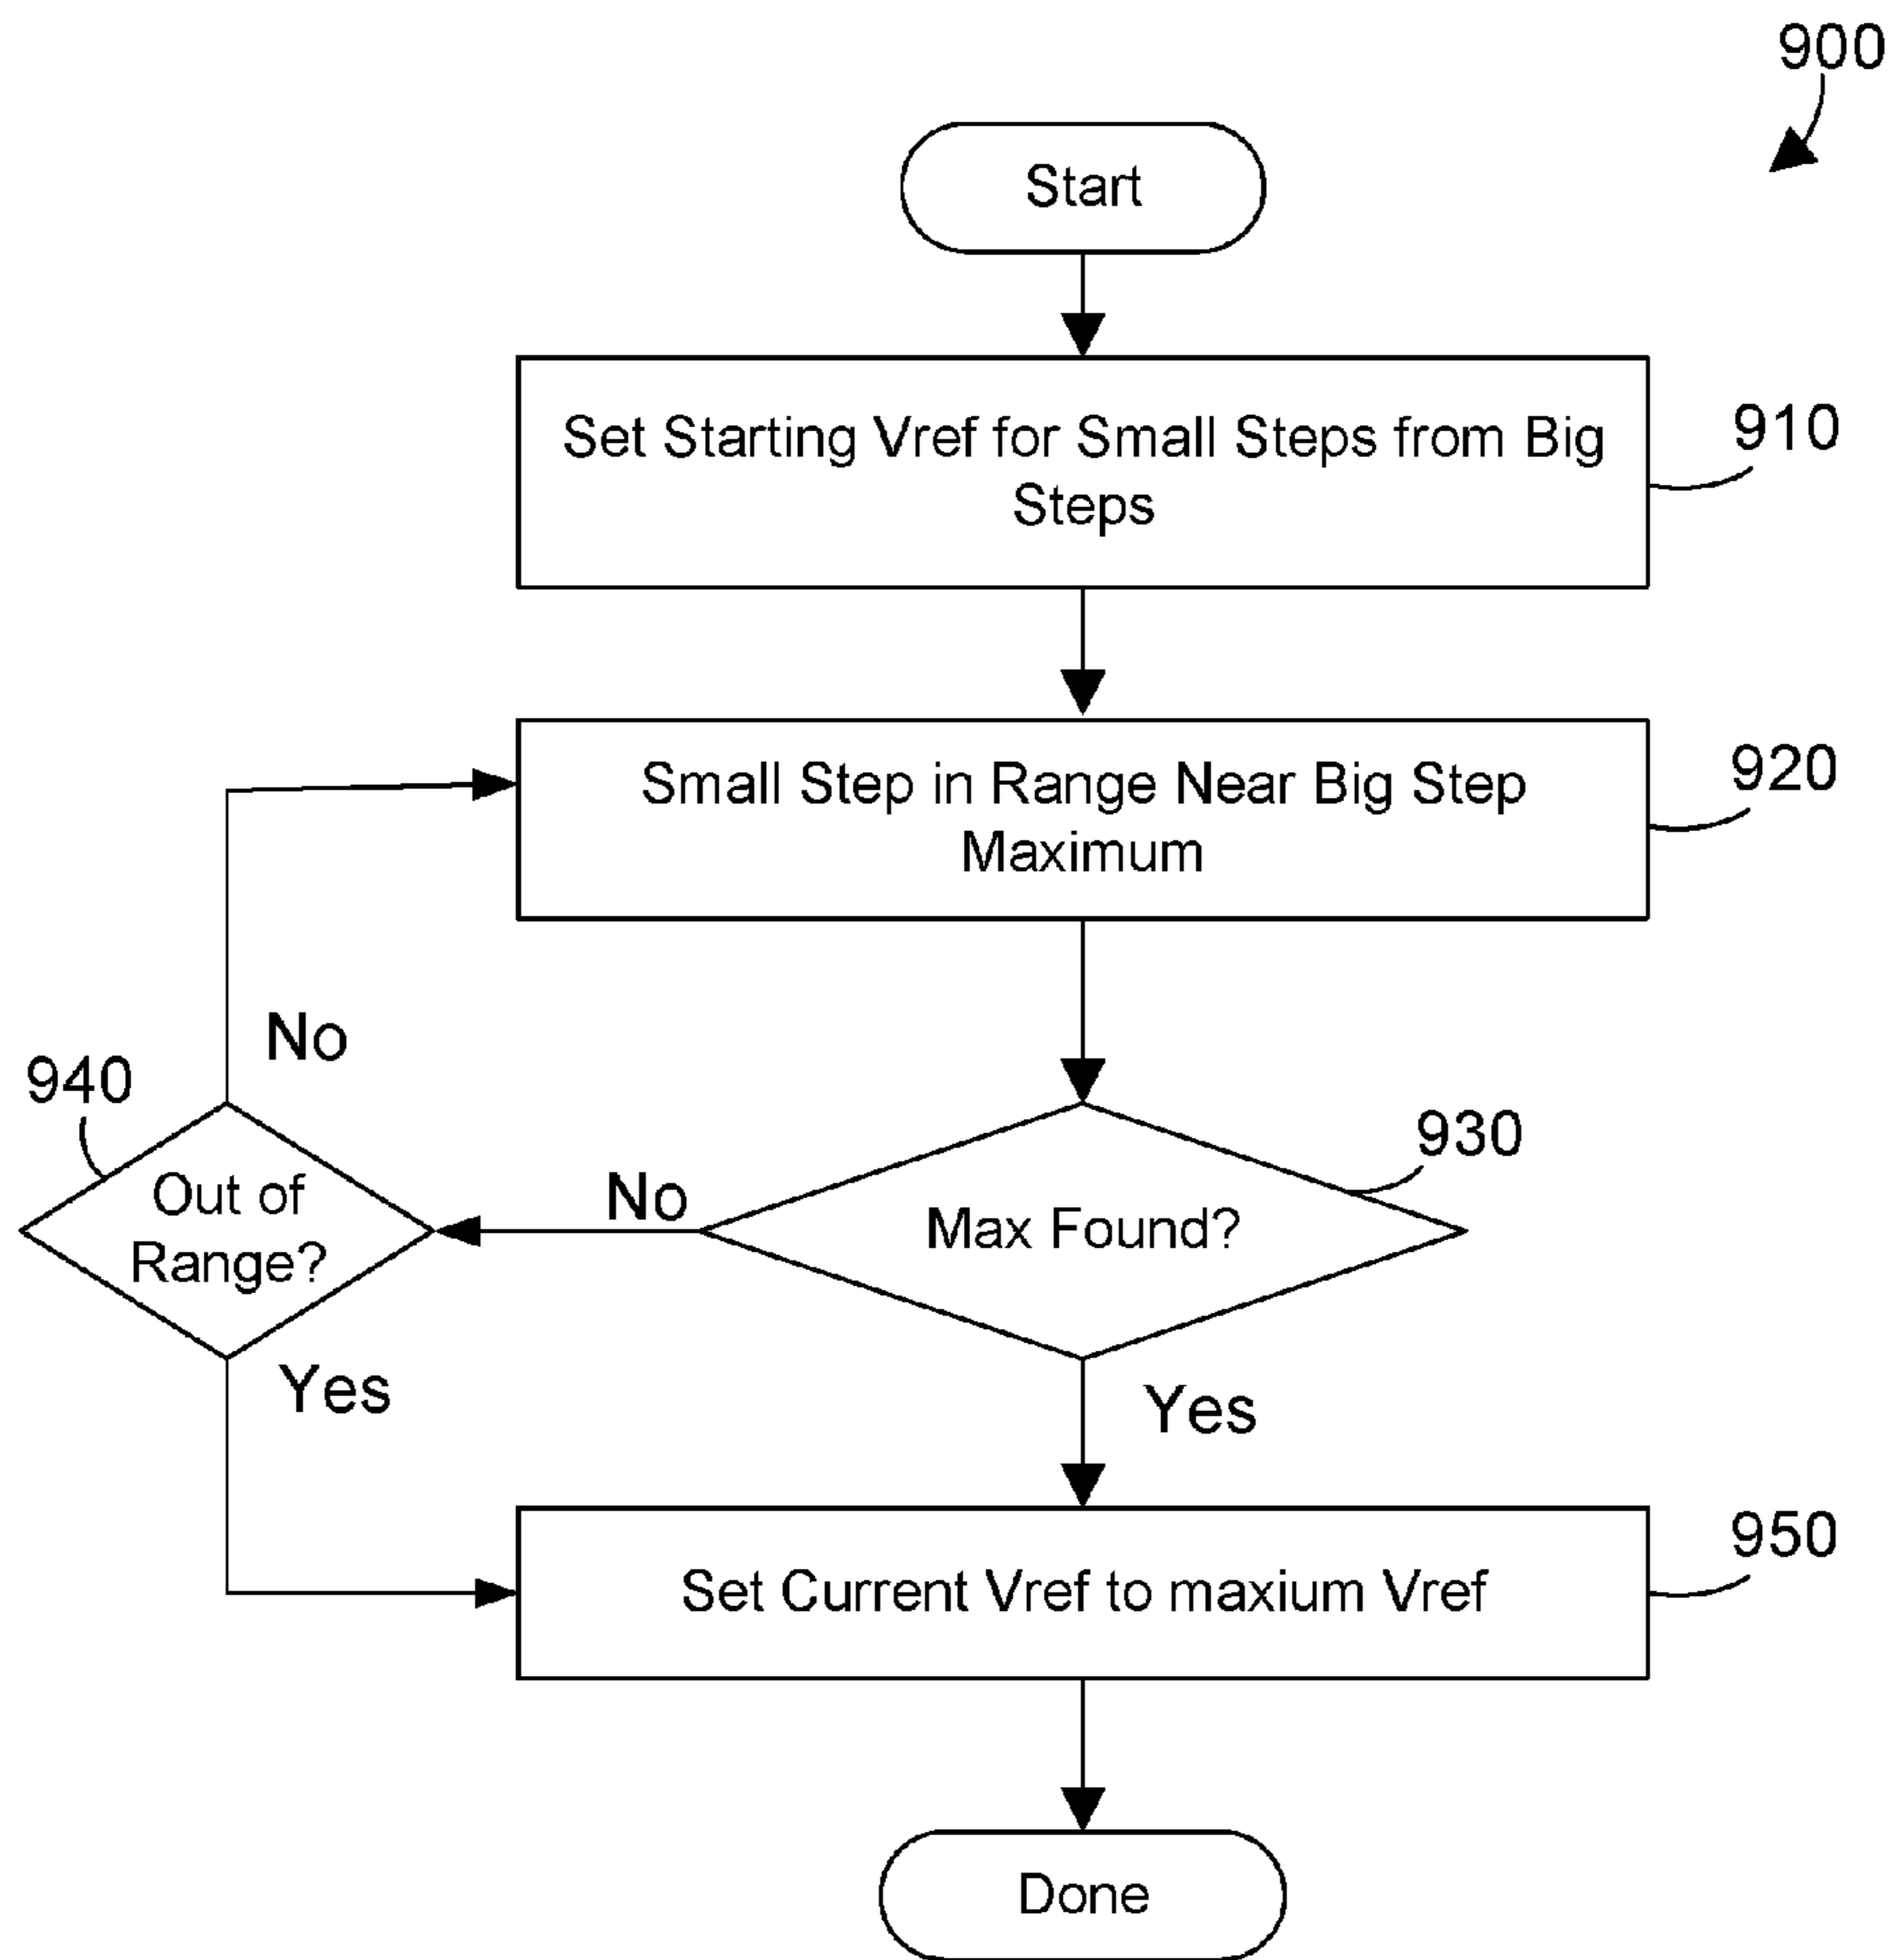 900
Start
Set Starting Vref for Small Steps from Big
Steps
910
Small Step in Range Near Big Step
Maximum
920
No
940
Out of
Range?
No
Max Found?
930
Yes
Yes
Set Current Vref to maxium Vref
950
Done